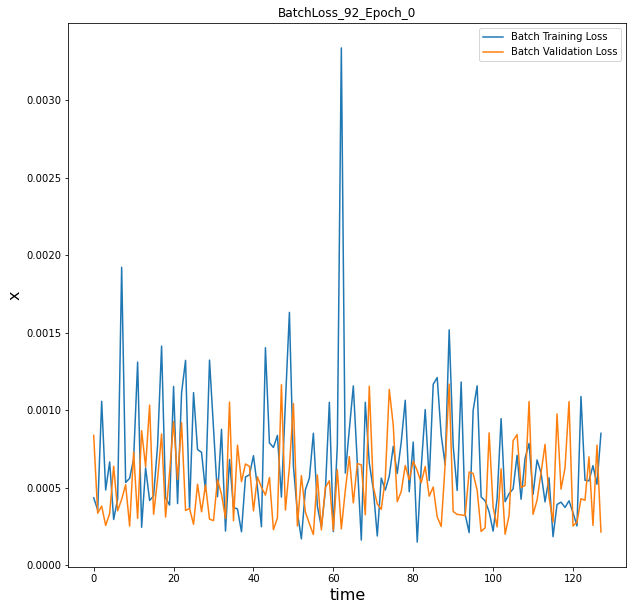 BatchLoss_92_Epoch_0
Batch Training Loss
Batch Validation Loss
0.0030
0.0025
0.0020
0.0015
0.0010
0.0005
0.0000
x
0 20 40 60 80 100 120
time